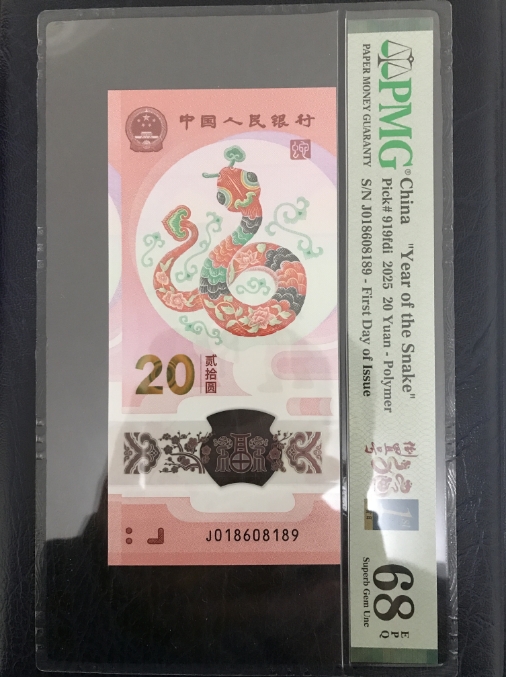 中国人民银行
20
贰拾圆
J018608189
PMG®
PAPER MONEY GUARANTY
China "Year of the Snake"
Pick# 919fdi 2025 20 Yuan - Polymer
S/N J018608189 - First Day of Issue
68 EPQ
Superb Gem Unc